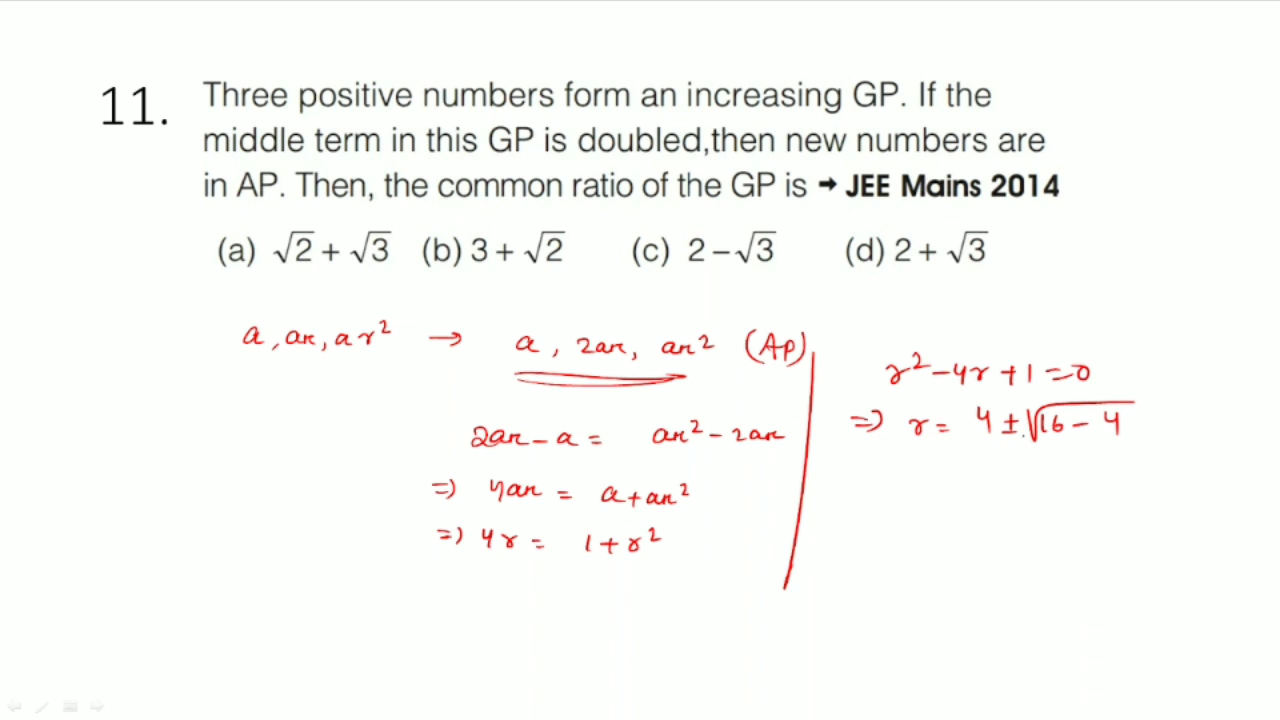 11. Three positive numbers form an increasing GP. If the
middle term in this GP is doubled,then new numbers are
in AP. Then, the common ratio of the GP is → JEE Mains 2014
(a) √2 + √3 (b) 3 + √2 (c) 2 – √3 (d) 2 + √3
a, ar, ar² → a, 2ar, ar² (AP)
2ar – a = ar² – 2ar
⇒ 4ar = a + ar²
⇒ 4r = 1 + r²
r² – 4r + 1 = 0
⇒ r = 4 ± √16 – 4